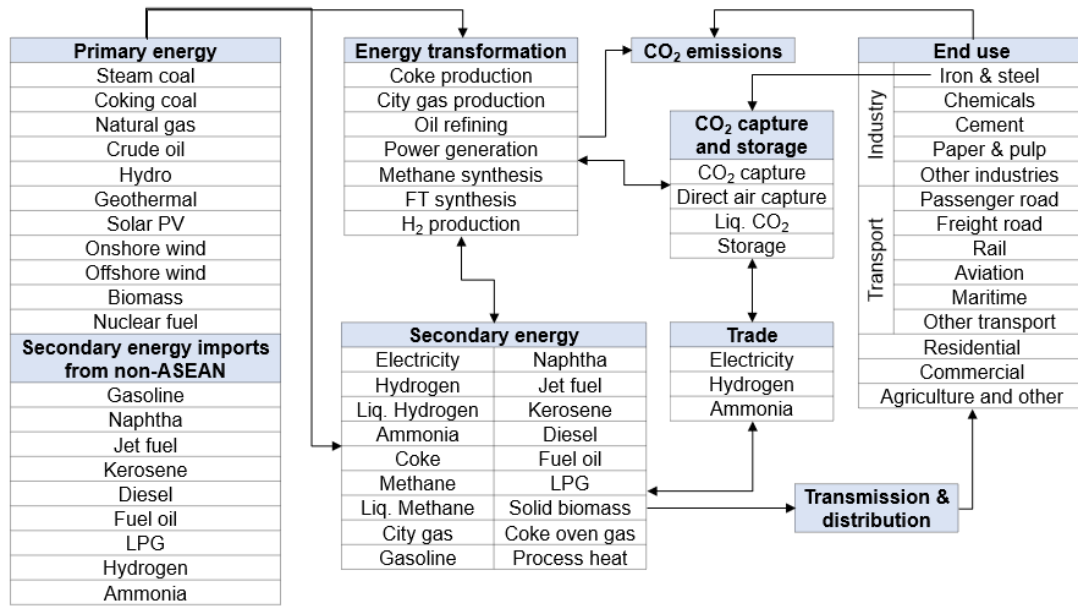 Primary energy
Steam coal
Coking coal
Natural gas
Crude oil
Hydro
Geothermal
Solar PV
Onshore wind
Offshore wind
Biomass
Nuclear fuel
Secondary energy imports
from non-ASEAN
Gasoline
Naphtha
Jet fuel
Kerosene
Diesel
Fuel oil
LPG
Hydrogen
Ammonia
Energy transformation
Coke production
City gas production
Oil refining
Power generation
Methane synthesis
FT synthesis
H₂ production
Secondary energy
Electricity Naphtha
Hydrogen Jet fuel
Liq. Hydrogen Kerosene
Ammonia Diesel
Coke Fuel oil
Methane LPG
Liq. Methane Solid biomass
City gas Coke oven gas
Gasoline Process heat
CO₂ emissions
CO₂ capture
and storage
CO₂ capture
Direct air capture
Liq. CO₂
Storage
Trade
Electricity
Hydrogen
Ammonia
Transmission &
distribution
End use
Industry
Iron & steel
Chemicals
Cement
Paper & pulp
Other industries
Transport
Passenger road
Freight road
Rail
Aviation
Maritime
Other transport
Residential
Commercial
Agriculture and other